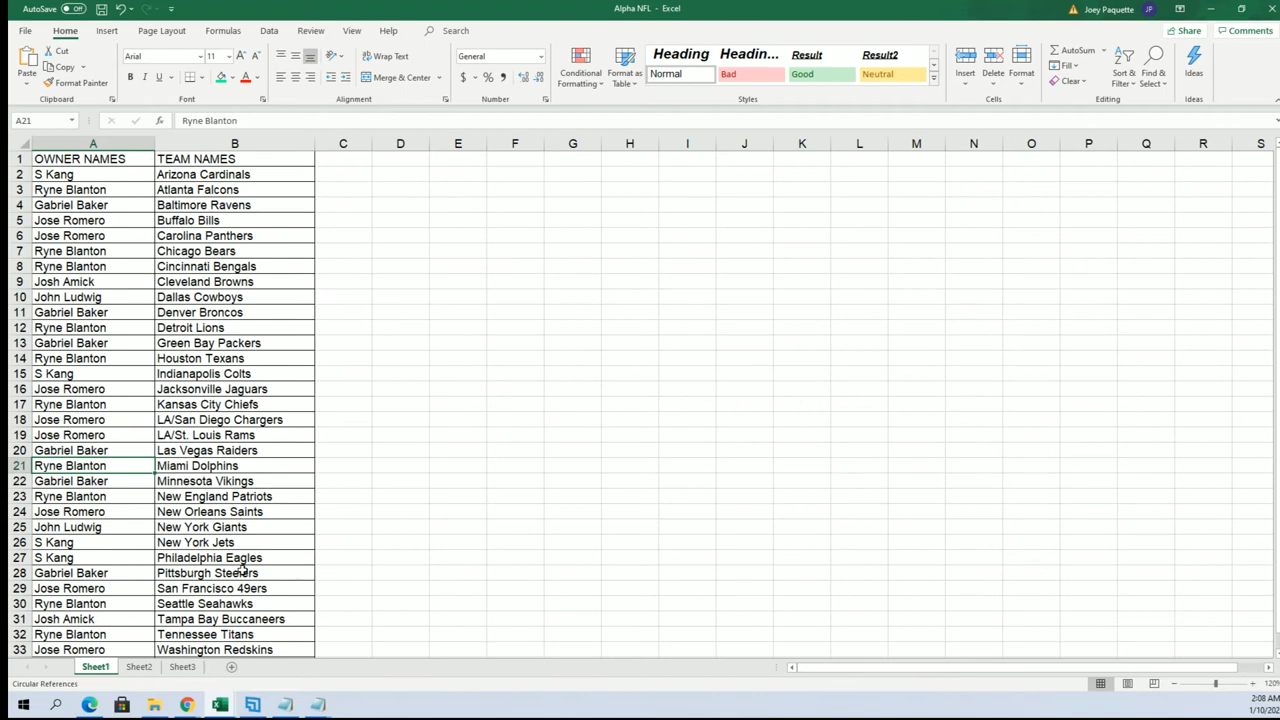 AutoSave Off Alpha NFL - Excel Joey Paquette JP
File Home Insert Page Layout Formulas Data Review View Help Search Share Comments
Paste Cut Copy Format Painter Clipboard
Arial 11 B I U A Font
Wrap Text Merge & Center Alignment
General $ % Number
Conditional Formatting Format as Table
Heading Headin... Result Result2
Normal Bad Good Neutral
Styles
Insert Delete Format Cells
AutoSum Fill Clear Sort & Filter Find & Select Editing
Ideas Ideas
A21 fx Ryne Blanton
A B C D E F G H I J K L M N O P Q R S
1 OWNER NAMES TEAM NAMES
2 S Kang Arizona Cardinals
3 Ryne Blanton Atlanta Falcons
4 Gabriel Baker Baltimore Ravens
5 Jose Romero Buffalo Bills
6 Jose Romero Carolina Panthers
7 Ryne Blanton Chicago Bears
8 Ryne Blanton Cincinnati Bengals
9 Josh Amick Cleveland Browns
10 John Ludwig Dallas Cowboys
11 Gabriel Baker Denver Broncos
12 Ryne Blanton Detroit Lions
13 Gabriel Baker Green Bay Packers
14 Ryne Blanton Houston Texans
15 S Kang Indianapolis Colts
16 Jose Romero Jacksonville Jaguars
17 Ryne Blanton Kansas City Chiefs
18 Jose Romero LA/San Diego Chargers
19 Jose Romero LA/St. Louis Rams
20 Gabriel Baker Las Vegas Raiders
21 Ryne Blanton Miami Dolphins
22 Gabriel Baker Minnesota Vikings
23 Ryne Blanton New England Patriots
24 Jose Romero New Orleans Saints
25 John Ludwig New York Giants
26 S Kang New York Jets
27 S Kang Philadelphia Eagles
28 Gabriel Baker Pittsburgh Steelers
29 Jose Romero San Francisco 49ers
30 Ryne Blanton Seattle Seahawks
31 Josh Amick Tampa Bay Buccaneers
32 Ryne Blanton Tennessee Titans
33 Jose Romero Washington Redskins
Sheet1 Sheet2 Sheet3
Circular References 120%
2:08 AM
1/10/202